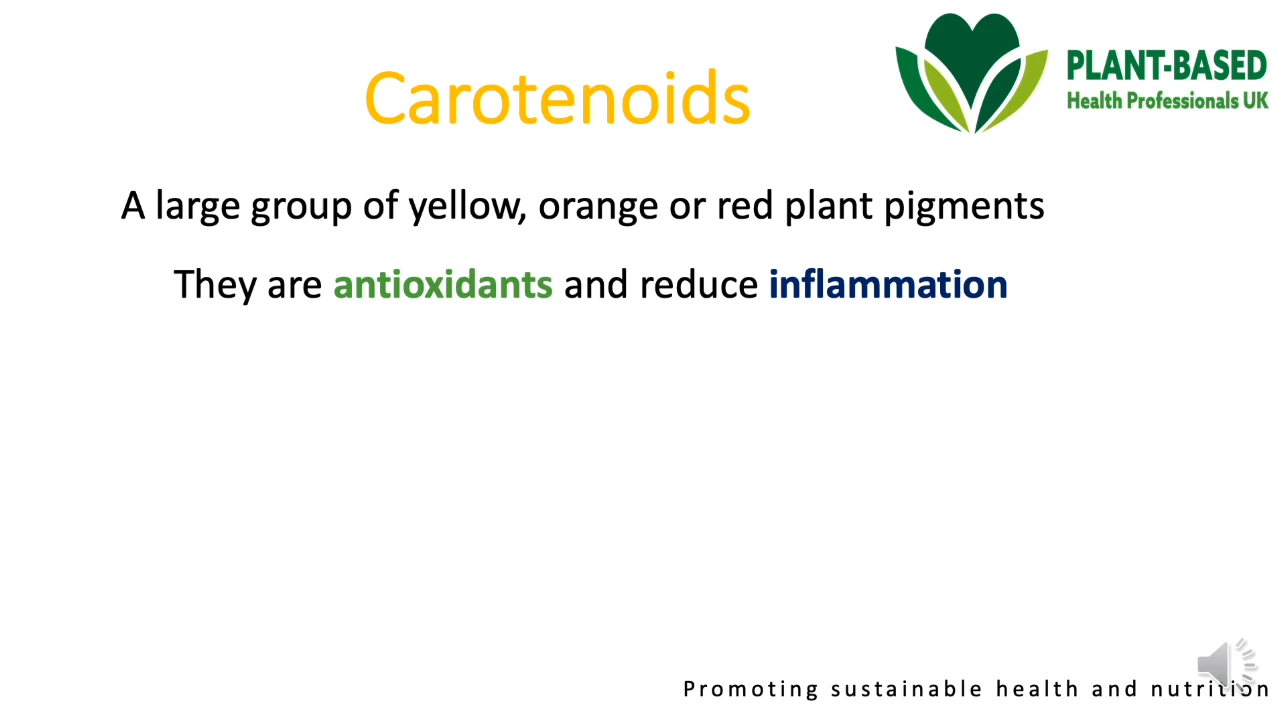 PLANT-BASED
Health Professionals UK
Carotenoids
A large group of yellow, orange or red plant pigments
They are antioxidants and reduce inflammation
Promoting sustainable health and nutrition